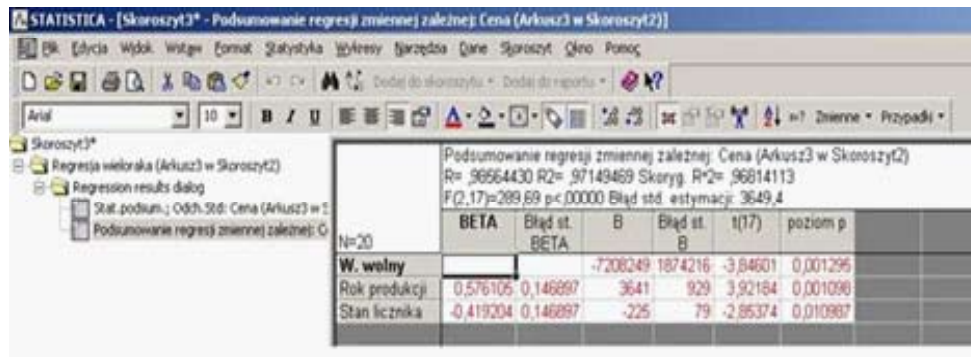 STATISTICA - [Skoroszyt3* - Podsumowanie regresji zmiennej zależnej: Cena (Arkusz3 w Skoroszyt2)]
Plik Edycja Widok Wstaw Format Statystyka Wykresy Narzędzia Dane Skoroszyt Okno Pomoc
Dodaj do skoroszytu Dodaj do raportu
Arial 10 B I U Zmienne Przypadki
Skoroszyt3*
Regresja wieloraka (Arkusz3 w Skoroszyt2)
Regression results dialog
Stat.podsum.; Odch.Std: Cena (Arkusz3 w S
Podsumowanie regresji zmiennej zależnej: C
Podsumowanie regresji zmiennej zależnej: Cena (Arkusz3 w Skoroszyt2)
R= ,98564430 R2= ,97149469 Skoryg. R^2= ,96814113
F(2,17)=289,69 p<,00000 Błąd std. estymacji: 3649,4
N=20 BETA Błąd st. BETA B Błąd st. B t(17) poziom p
W. wolny -7208249 1874216 -3,84601 0,001295
Rok produkcji 0,576105 0,146897 3641 929 3,92184 0,001098
Stan licznika -0,419204 0,146897 -225 79 -2,85374 0,010987